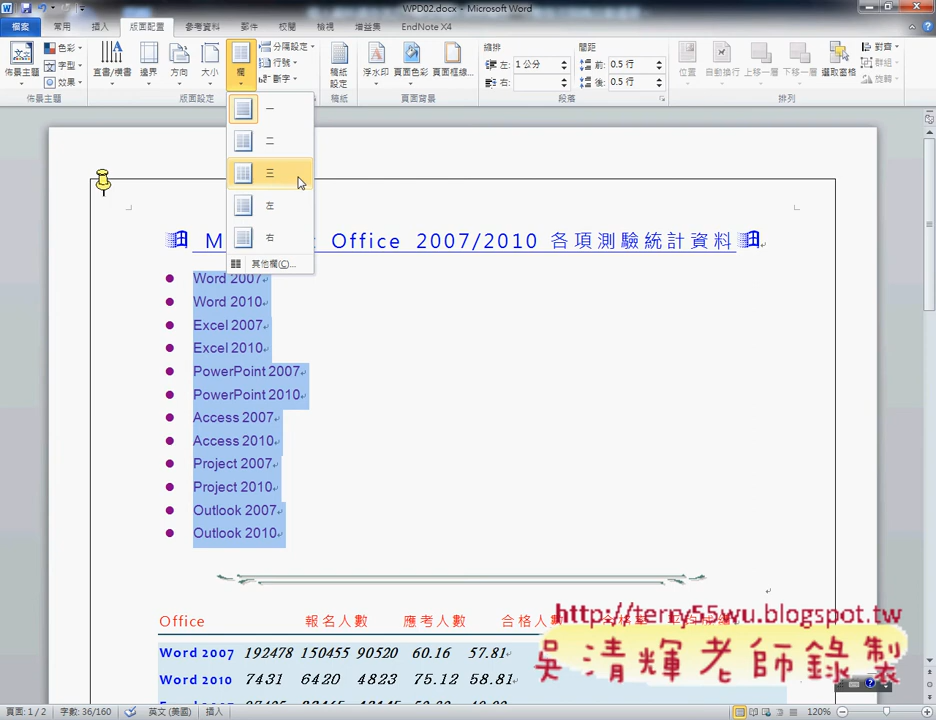 WPD02.docx - Microsoft Word
檔案 常用 插入 版面配置 參考資料 郵件 校閱 檢視 增益集 EndNote X4
佈景主題 色彩 字型 效果 直書/橫書 邊界 方向 大小 欄 分隔設定 行號 斷字 稿紙設定 浮水印 頁面色彩 頁面框線 縮排 左: 1 公分 右: 間距 前: 0.5 行 後: 0.5 行 位置 自動換行 上移一層 下移一層 選取窗格 對齊 群組 旋轉
佈景主題 版面設定 稿紙 頁面背景 段落 排列
一
二
三
左
右
其他欄(C)...
M Office 2007/2010 各項測驗統計資料
Word 2007
Word 2010
Excel 2007
Excel 2010
PowerPoint 2007
PowerPoint 2010
Access 2007
Access 2010
Project 2007
Project 2010
Outlook 2007
Outlook 2010
Office 報名人數 應考人數 合格人數
http://terry55wu.blogspot.tw
吳清輝老師錄製
Word 2007 192478 150455 90520 60.16 57.81
Word 2010 7431 6420 4823 75.12 58.81
頁面: 1 / 2 字數: 36/160 英文 (美國) 插入 120%